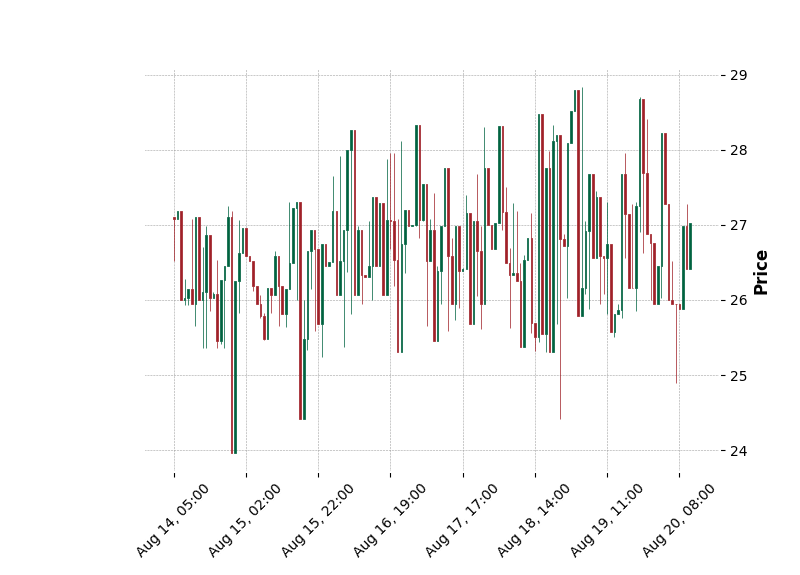 29
28
27
26
25
24
Price
Aug 14, 05:00
Aug 15, 02:00
Aug 15, 22:00
Aug 16, 19:00
Aug 17, 17:00
Aug 18, 14:00
Aug 19, 11:00
Aug 20, 08:00